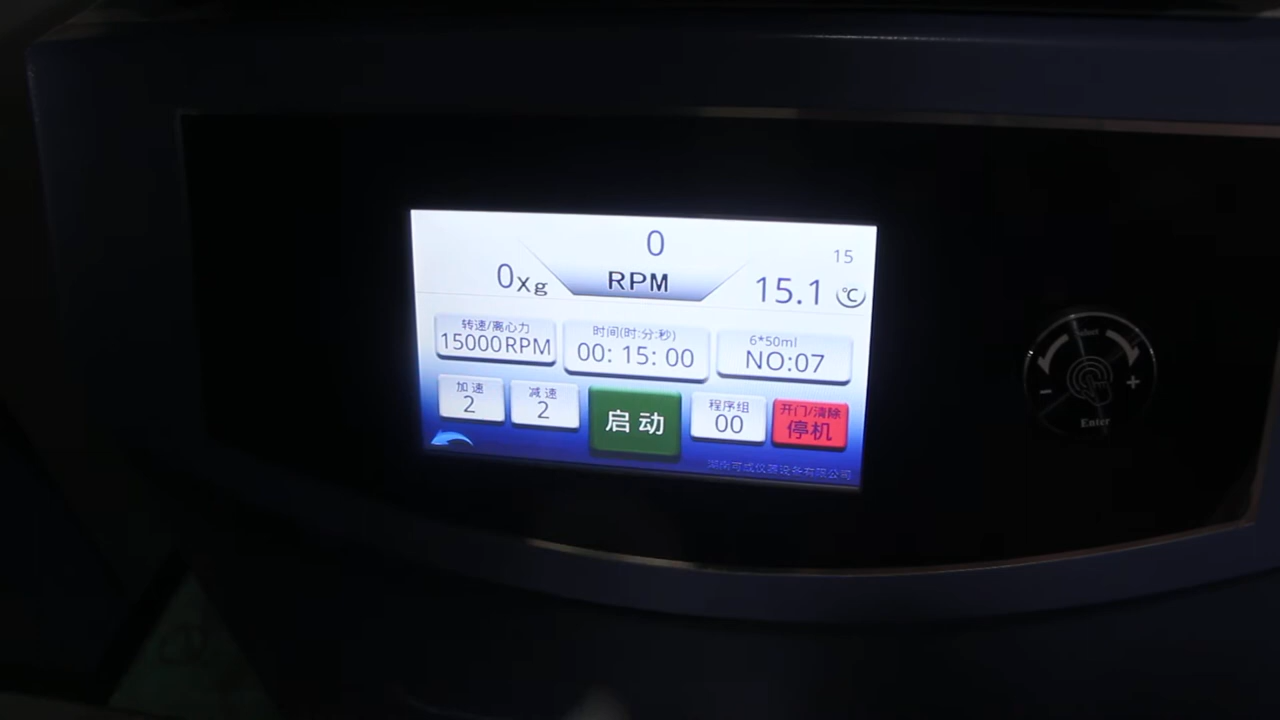 0
15
0xg
RPM
15.1 ℃
转速/离心力
15000RPM
时间(时:分:秒)
00: 15: 00
6*50ml
NO:07
加速
2
减速
2
启动
程序组
00
开门/清除
停机
湖南可成仪器设备有限公司
Select
−
+
Enter